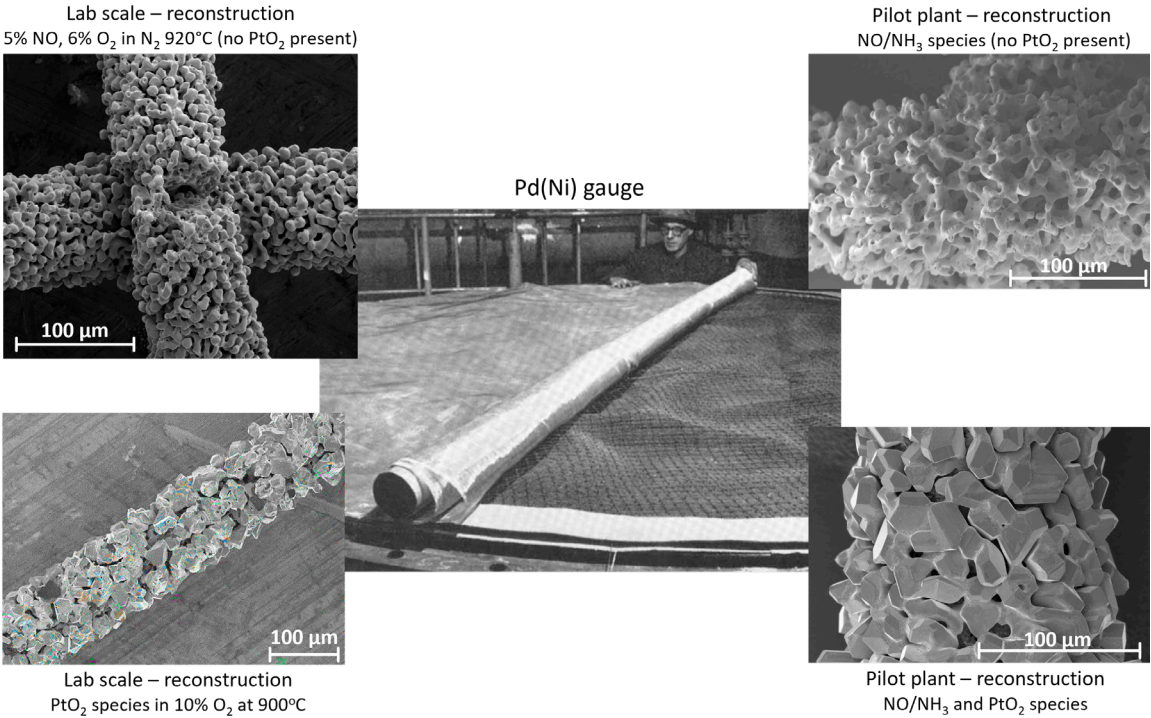 Lab scale – reconstruction
5% NO, 6% O₂ in N₂ 920°C (no PtO₂ present)
100 µm
Pilot plant – reconstruction
NO/NH₃ species (no PtO₂ present)
100 µm
Pd(Ni) gauge
100 µm
Lab scale – reconstruction
PtO₂ species in 10% O₂ at 900°C
100 µm
Pilot plant – reconstruction
NO/NH₃ and PtO₂ species